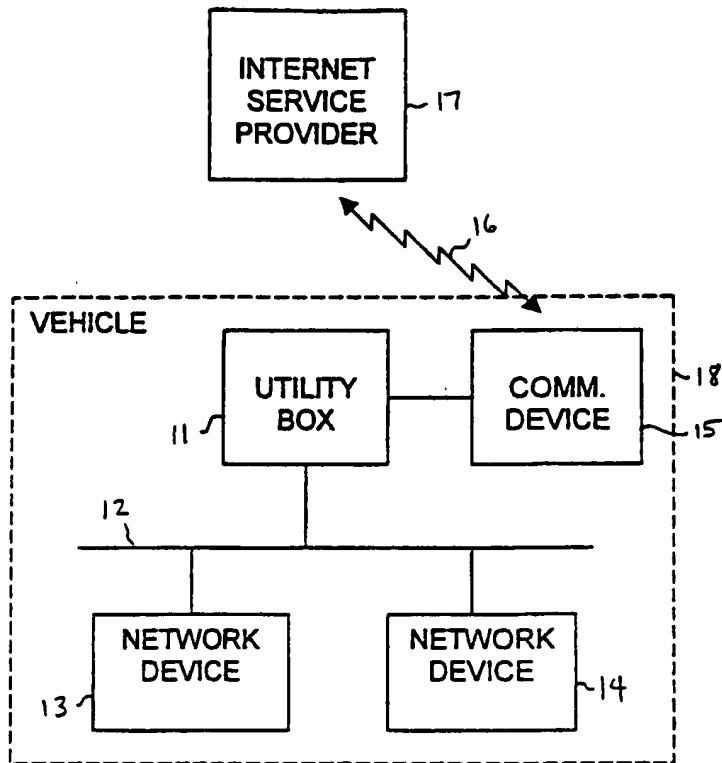 INTERNET
SERVICE
PROVIDER
17
16
VEHICLE
18
UTILITY
BOX
11
COMM.
DEVICE
15
12
NETWORK
DEVICE
13
NETWORK
DEVICE
14